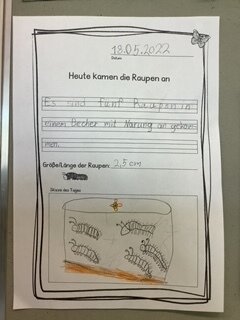 18.05.2022
Datum
Heute kamen die Raupen an
Es sind fünf Raupen in
einem Becher mit Narung an gekom-
men.
Größe/Länge der Raupen: 2,5 cm
Skizze des Tages